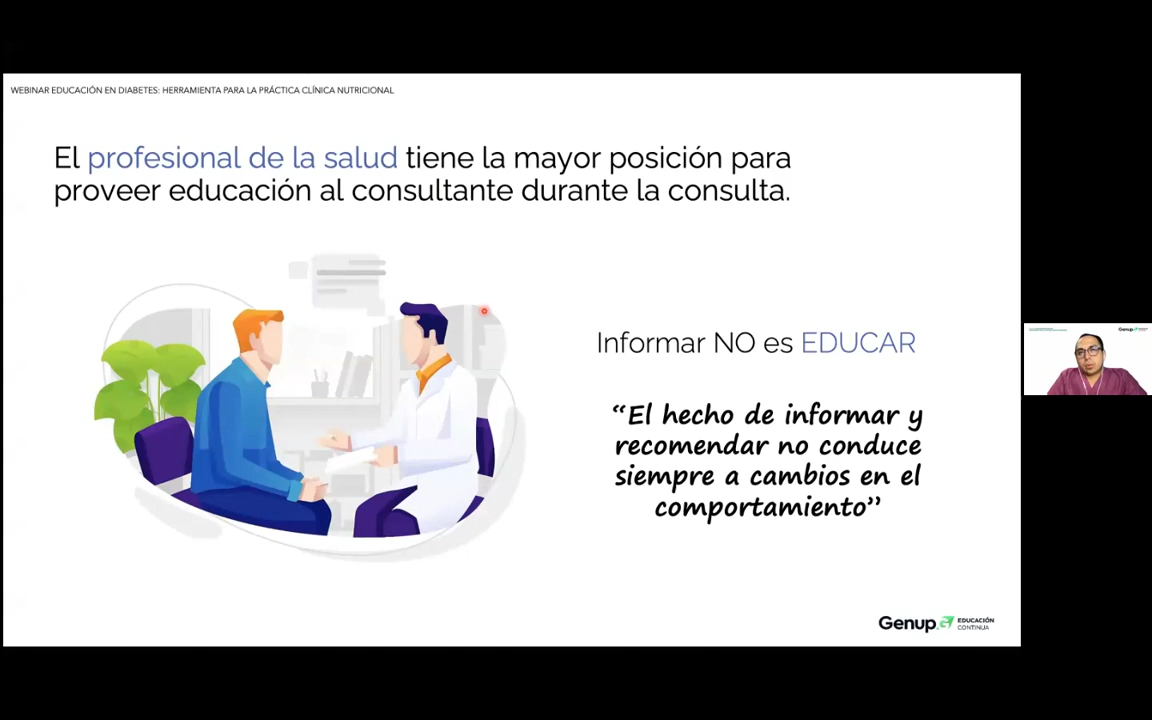 WEBINAR EDUCACIÓN EN DIABETES: HERRAMIENTA PARA LA PRÁCTICA CLÍNICA NUTRICIONAL
El profesional de la salud tiene la mayor posición para
proveer educación al consultante durante la consulta.
Informar NO es EDUCAR
“El hecho de informar y
recomendar no conduce
siempre a cambios en el
comportamiento”
Genup
EDUCACIÓN
CONTINUA
Genup